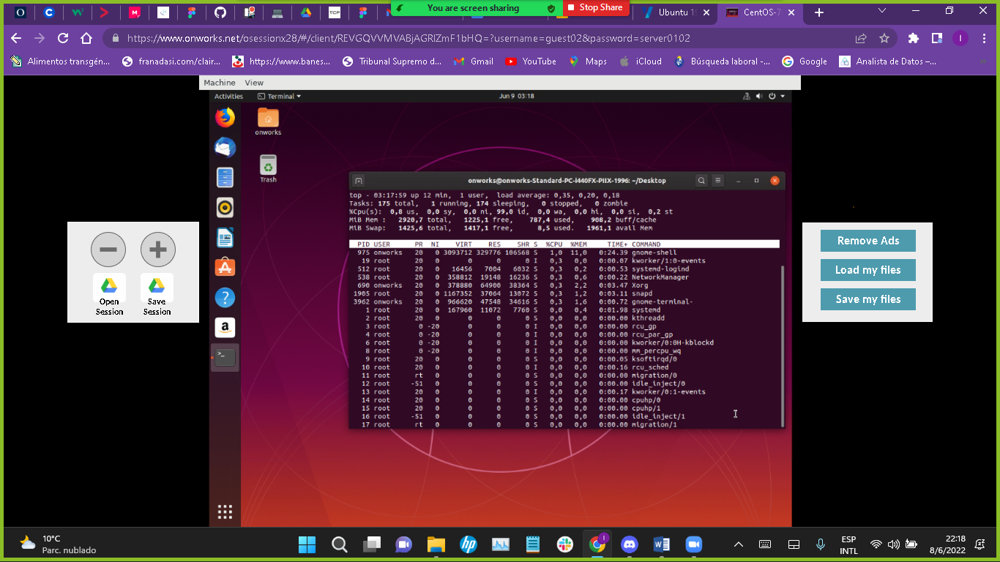 You are screen sharing
Stop Share
TCP
Ubuntu 1
CentOS-7
https://www.onworks.net/osessionx28/#/client/REVGQVVMVABjAGRlZmF1bHQ=?username=guest02&password=server0102
Alimentos transgén...
franadasi.com/clair...
https://www.banes...
Tribunal Supremo d...
Gmail
YouTube
Maps
iCloud
Búsqueda laboral -...
Google
Analista de Datos –...
Machine View
Activities
Terminal
Jun 9 03:18
onworks
Trash
onworks@onworks-Standard-PC-i440FX-PIIX-1996: ~/Desktop
top - 03:17:59 up 12 min, 1 user, load average: 0,35, 0,20, 0,18
Tasks: 175 total, 1 running, 174 sleeping, 0 stopped, 0 zombie
%Cpu(s): 0,8 us, 0,0 sy, 0,0 ni, 99,0 id, 0,0 wa, 0,0 hi, 0,0 si, 0,2 st
MiB Mem : 2920,7 total, 1225,1 free, 787,4 used, 908,2 buff/cache
MiB Swap: 1425,6 total, 1417,1 free, 8,5 used. 1961,1 avail Mem
PID USER PR NI VIRT RES SHR S %CPU %MEM TIME+ COMMAND
975 onworks 20 0 3093712 329776 106568 S 1,0 11,0 0:24.39 gnome-shell
19 root 20 0 0 0 0 I 0,3 0,0 0:00.07 kworker/1:0-events
512 root 20 0 16456 7004 6032 S 0,3 0,2 0:00.53 systemd-logind
538 root 20 0 358812 19148 16236 S 0,3 0,6 0:00.22 NetworkManager
690 onworks 20 0 378880 64900 38364 S 0,3 2,2 0:03.47 Xorg
1905 root 20 0 1167352 37064 13072 S 0,3 1,2 0:03.11 snapd
3962 onworks 20 0 966620 47548 34616 S 0,3 1,6 0:00.72 gnome-terminal-
1 root 20 0 167960 11072 7760 S 0,0 0,4 0:01.98 systemd
2 root 20 0 0 0 0 S 0,0 0,0 0:00.00 kthreadd
3 root 0 -20 0 0 0 I 0,0 0,0 0:00.00 rcu_gp
4 root 0 -20 0 0 0 I 0,0 0,0 0:00.00 rcu_par_gp
6 root 0 -20 0 0 0 I 0,0 0,0 0:00.00 kworker/0:0H-kblockd
8 root 0 -20 0 0 0 I 0,0 0,0 0:00.00 mm_percpu_wq
9 root 20 0 0 0 0 S 0,0 0,0 0:00.05 ksoftirqd/0
10 root 20 0 0 0 0 I 0,0 0,0 0:00.16 rcu_sched
11 root rt 0 0 0 0 S 0,0 0,0 0:00.00 migration/0
12 root -51 0 0 0 0 S 0,0 0,0 0:00.00 idle_inject/0
13 root 20 0 0 0 0 I 0,0 0,0 0:00.17 kworker/0:1-events
14 root 20 0 0 0 0 S 0,0 0,0 0:00.00 cpuhp/0
15 root 20 0 0 0 0 S 0,0 0,0 0:00.00 cpuhp/1
16 root -51 0 0 0 0 S 0,0 0,0 0:00.00 idle_inject/1
17 root rt 0 0 0 0 S 0,0 0,0 0:00.00 migration/1
Open Session
Save Session
Remove Ads
Load my files
Save my files
10°C
Parc. nublado
ESP
INTL
22:18
8/6/2022